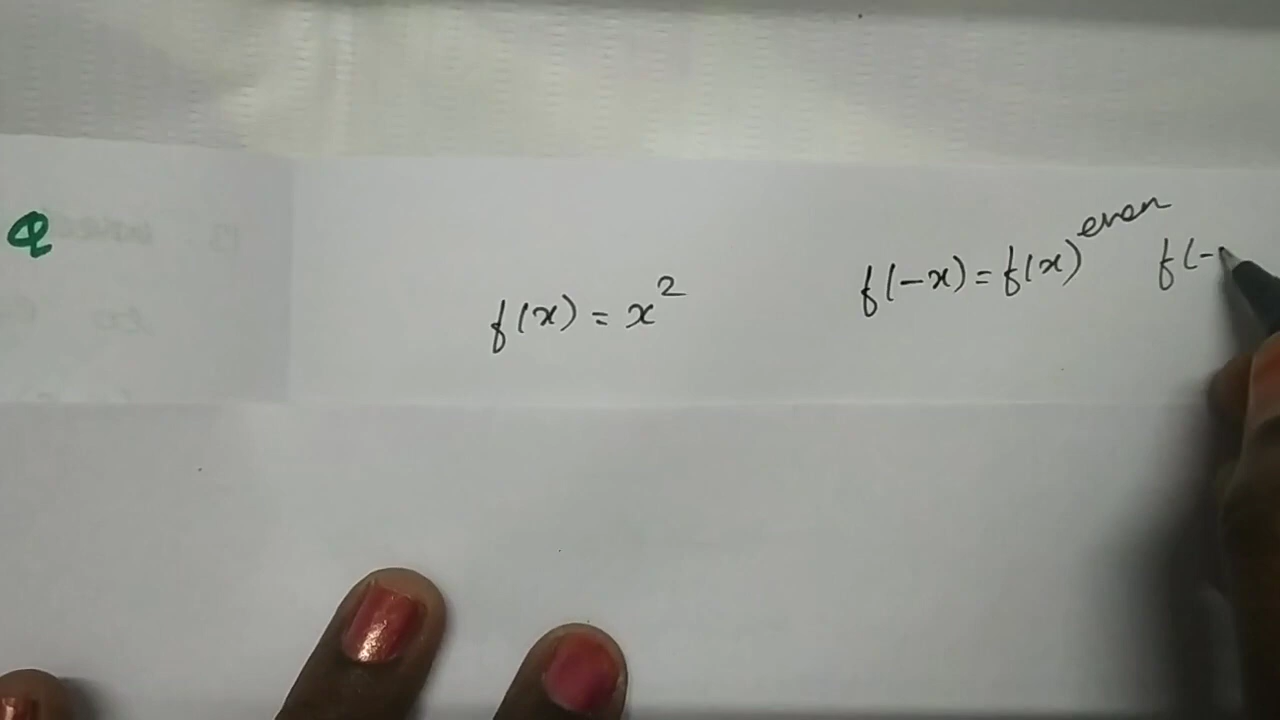 Q
f(x) = x²
f(-x) = f(x) even f(-